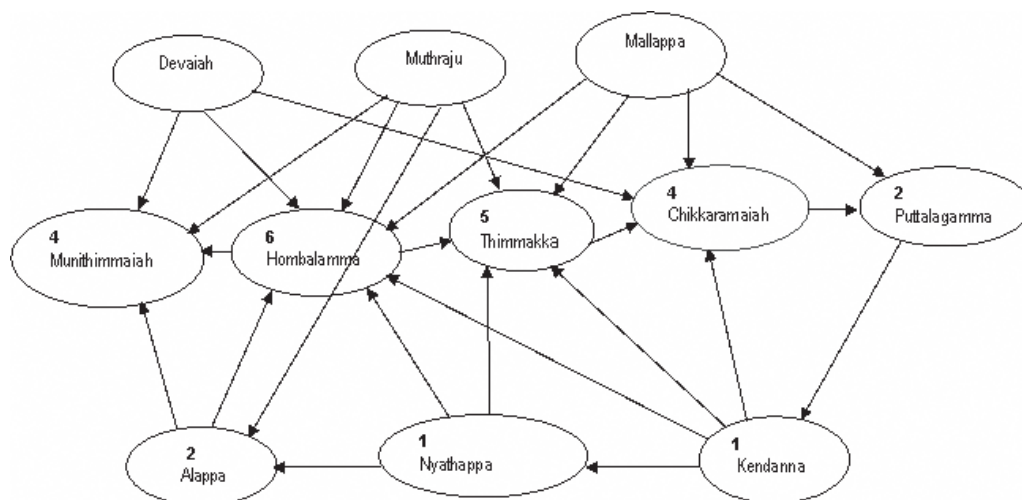 Devaiah
Muthraju
Mallappa
4
Munithimmaiah
6
Hombalamma
5
Thimmakka
4
Chikkaramaiah
2
Puttalagamma
2
Alappa
1
Nyathappa
1
Kendanna